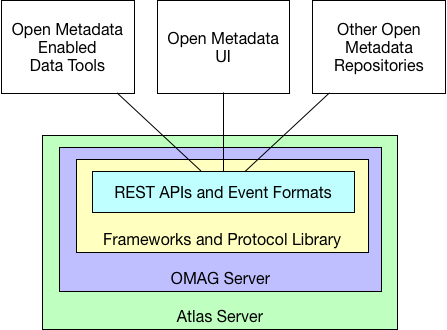 Open Metadata
Enabled
Data Tools
Open Metadata
UI
Other Open
Metadata
Repositories
REST APIs and Event Formats
Frameworks and Protocol Library
OMAG Server
Atlas Server